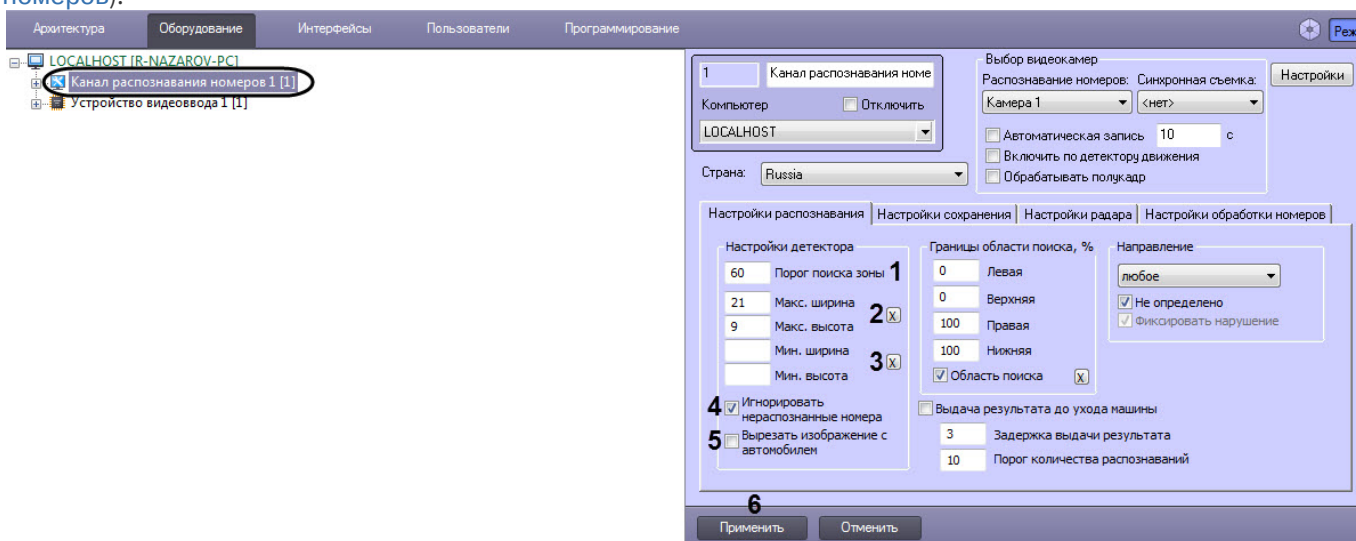 номеров).
Архитектура Оборудование Интерфейсы Пользователи Программирование Реж
LOCALHOST [R-NAZAROV-PC]
Канал распознавания номеров 1 [1]
Устройство видеоввода 1 [1]
1 Канал распознавания номе
Компьютер Отключить
LOCALHOST
Страна: Russia
Выбор видеокамер
Распознавание номеров: Синхронная съемка: Настройки
Камера 1 <нет>
Автоматическая запись 10 с
Включить по детектору движения
Обрабатывать полукадр
Настройки распознавания Настройки сохранения Настройки радара Настройки обработки номеров
Настройки детектора
60 Порог поиска зоны 1
21 Макс. ширина
2 X
9 Макс. высота
Мин. ширина
3 X
Мин. высота
4 Игнорировать
нераспознанные номера
5 Вырезать изображение с
автомобилем
Границы области поиска, %
0 Левая
0 Верхняя
100 Правая
100 Нижняя
Область поиска X
Направление
любое
Не определено
Фиксировать нарушение
Выдача результата до ухода машины
3 Задержка выдачи результата
10 Порог количества распознаваний
6
Применить Отменить